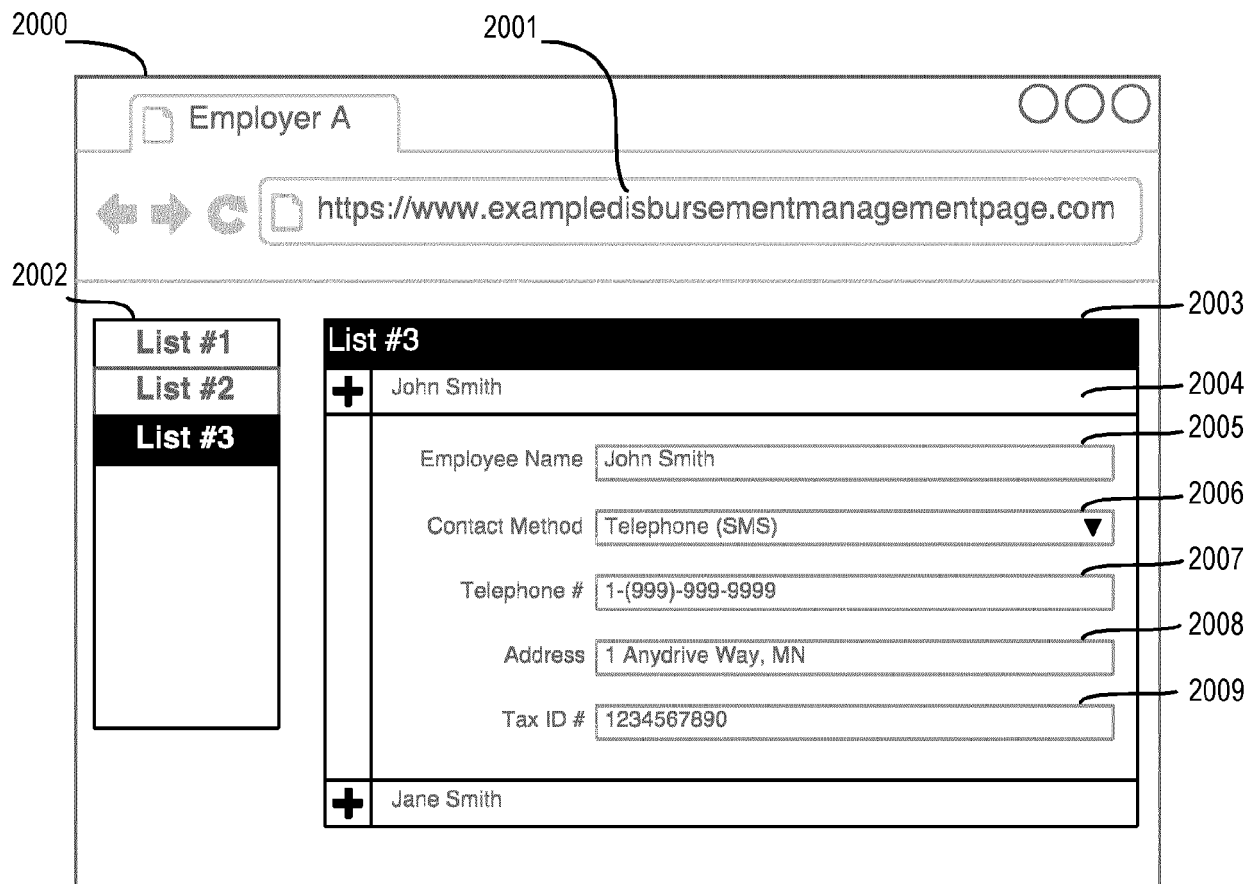 2000
2001
Employer A
https://www.exampledisbursementmanagementpage.com
2002
2003
List #1
List #2
List #3
List #3
John Smith
2004
2005
Employee Name John Smith
2006
Contact Method Telephone (SMS)
2007
Telephone # 1-(999)-999-9999
2008
Address 1 Anydrive Way, MN
2009
Tax ID # 1234567890
Jane Smith